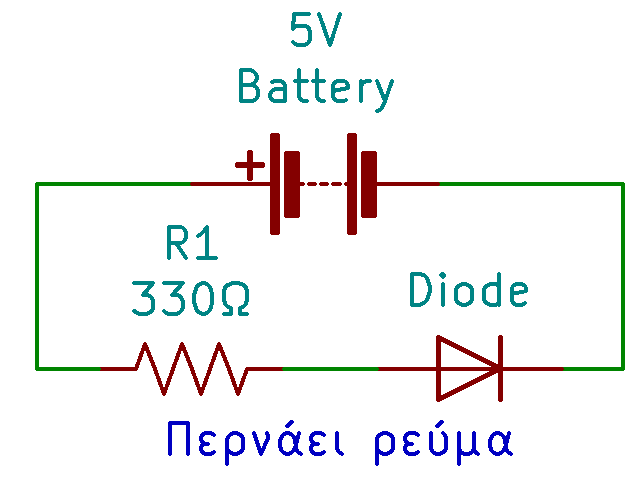 5V
Battery
+
R1
330Ω
Diode
Περνάει ρεύμα